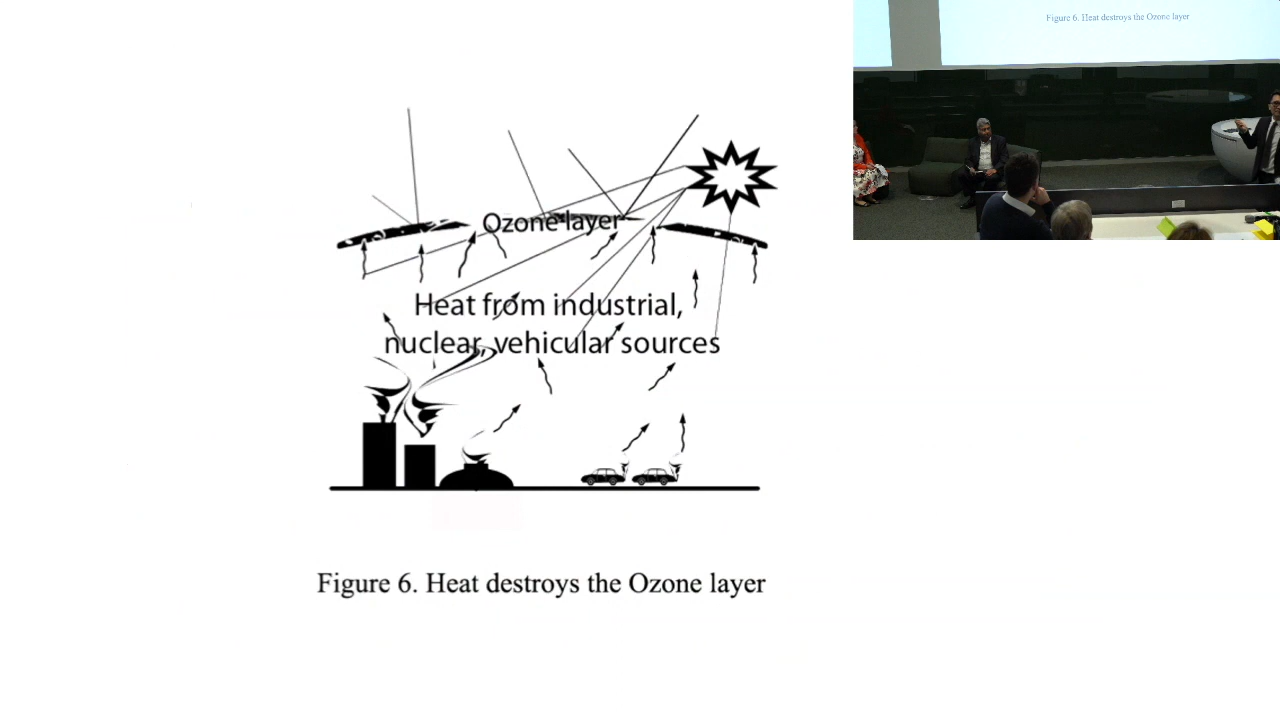 Figure 6. Heat destroys the Ozone layer
Ozone layer
Heat from industrial,
nuclear, vehicular sources
Figure 6. Heat destroys the Ozone layer